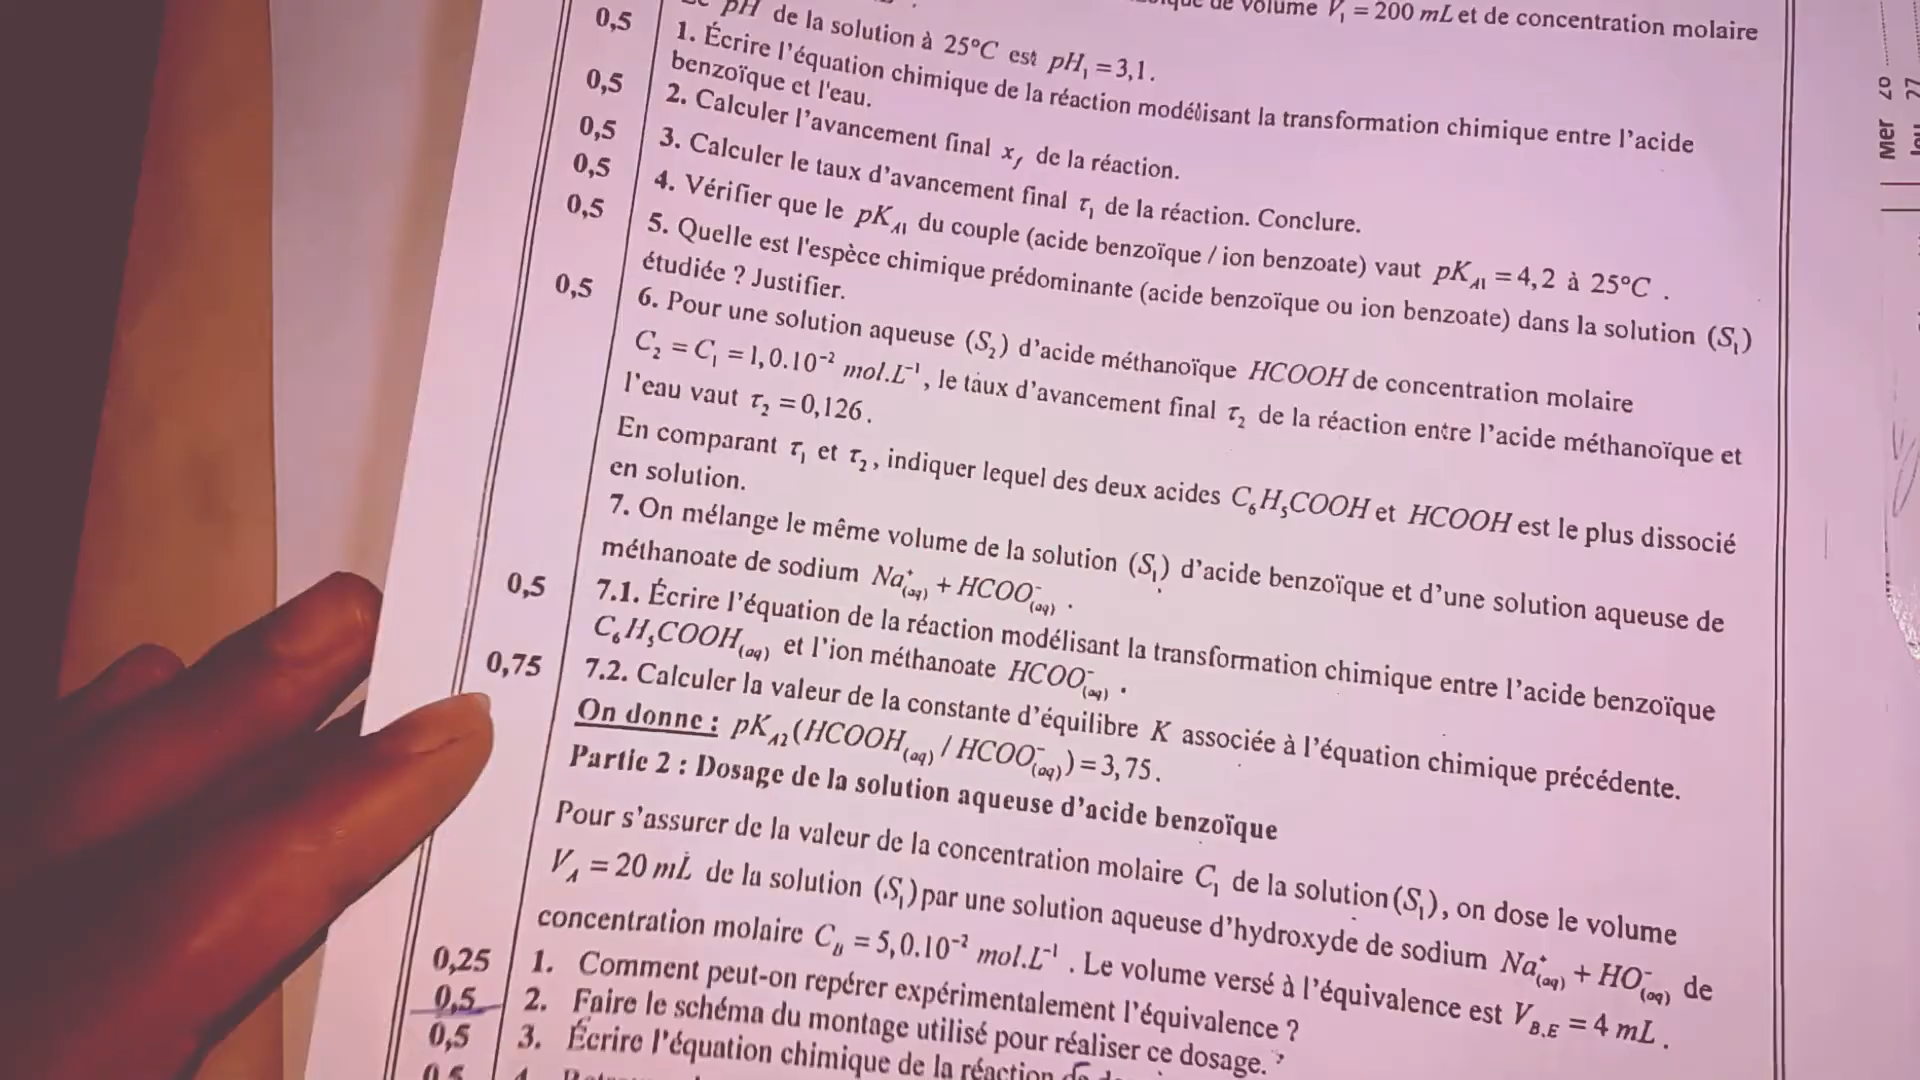 de volume V₁ = 200 mL et de concentration molaire
pH de la solution à 25°C est pH₁ = 3,1.
0,5 1. Écrire l'équation chimique de la réaction modélisant la transformation chimique entre l'acide
benzoïque et l'eau.
0,5 2. Calculer l'avancement final x_f de la réaction.
0,5 3. Calculer le taux d'avancement final τ₁ de la réaction. Conclure.
0,5 4. Vérifier que le pK_A1 du couple (acide benzoïque / ion benzoate) vaut pK_A1 = 4,2 à 25°C .
0,5 5. Quelle est l'espèce chimique prédominante (acide benzoïque ou ion benzoate) dans la solution (S₁)
étudiée ? Justifier.
0,5 6. Pour une solution aqueuse (S₂) d'acide méthanoïque HCOOH de concentration molaire
C₂ = C₁ = 1,0.10⁻² mol.L⁻¹, le taux d'avancement final τ₂ de la réaction entre l'acide méthanoïque et
l'eau vaut τ₂ = 0,126.
En comparant τ₁ et τ₂, indiquer lequel des deux acides C₆H₅COOH et HCOOH est le plus dissocié
en solution.
7. On mélange le même volume de la solution (S₁) d'acide benzoïque et d'une solution aqueuse de
méthanoate de sodium Na⁺(aq) + HCOO⁻(aq) .
0,5 7.1. Écrire l'équation de la réaction modélisant la transformation chimique entre l'acide benzoïque
C₆H₅COOH(aq) et l'ion méthanoate HCOO⁻(aq) .
0,75 7.2. Calculer la valeur de la constante d'équilibre K associée à l'équation chimique précédente.
On donne : pK_A2(HCOOH(aq) / HCOO⁻(aq)) = 3,75.
Partie 2 : Dosage de la solution aqueuse d'acide benzoïque
Pour s'assurer de la valeur de la concentration molaire C₁ de la solution (S₁), on dose le volume
V_A = 20 mL de la solution (S₁) par une solution aqueuse d'hydroxyde de sodium Na⁺(aq) + HO⁻(aq) de
concentration molaire C_B = 5,0.10⁻² mol.L⁻¹ . Le volume versé à l'équivalence est V_B.E = 4 mL .
0,25 1. Comment peut-on repérer expérimentalement l'équivalence ?
0,5 2. Faire le schéma du montage utilisé pour réaliser ce dosage.
0,5 3. Écrire l'équation chimique de la réaction
Mer 20
27